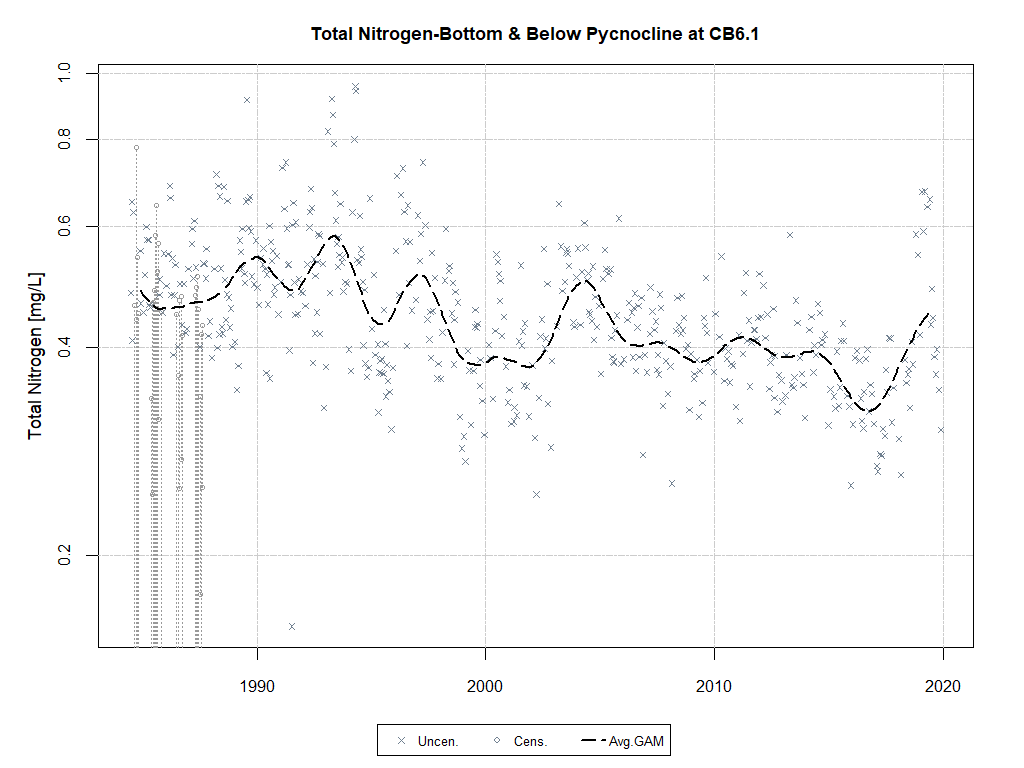 Total Nitrogen-Bottom & Below Pycnocline at CB6.1
Total Nitrogen [mg/L]
1.0
0.8
0.6
0.4
0.2
1990 2000 2010 2020
Uncen. Cens. Avg.GAM